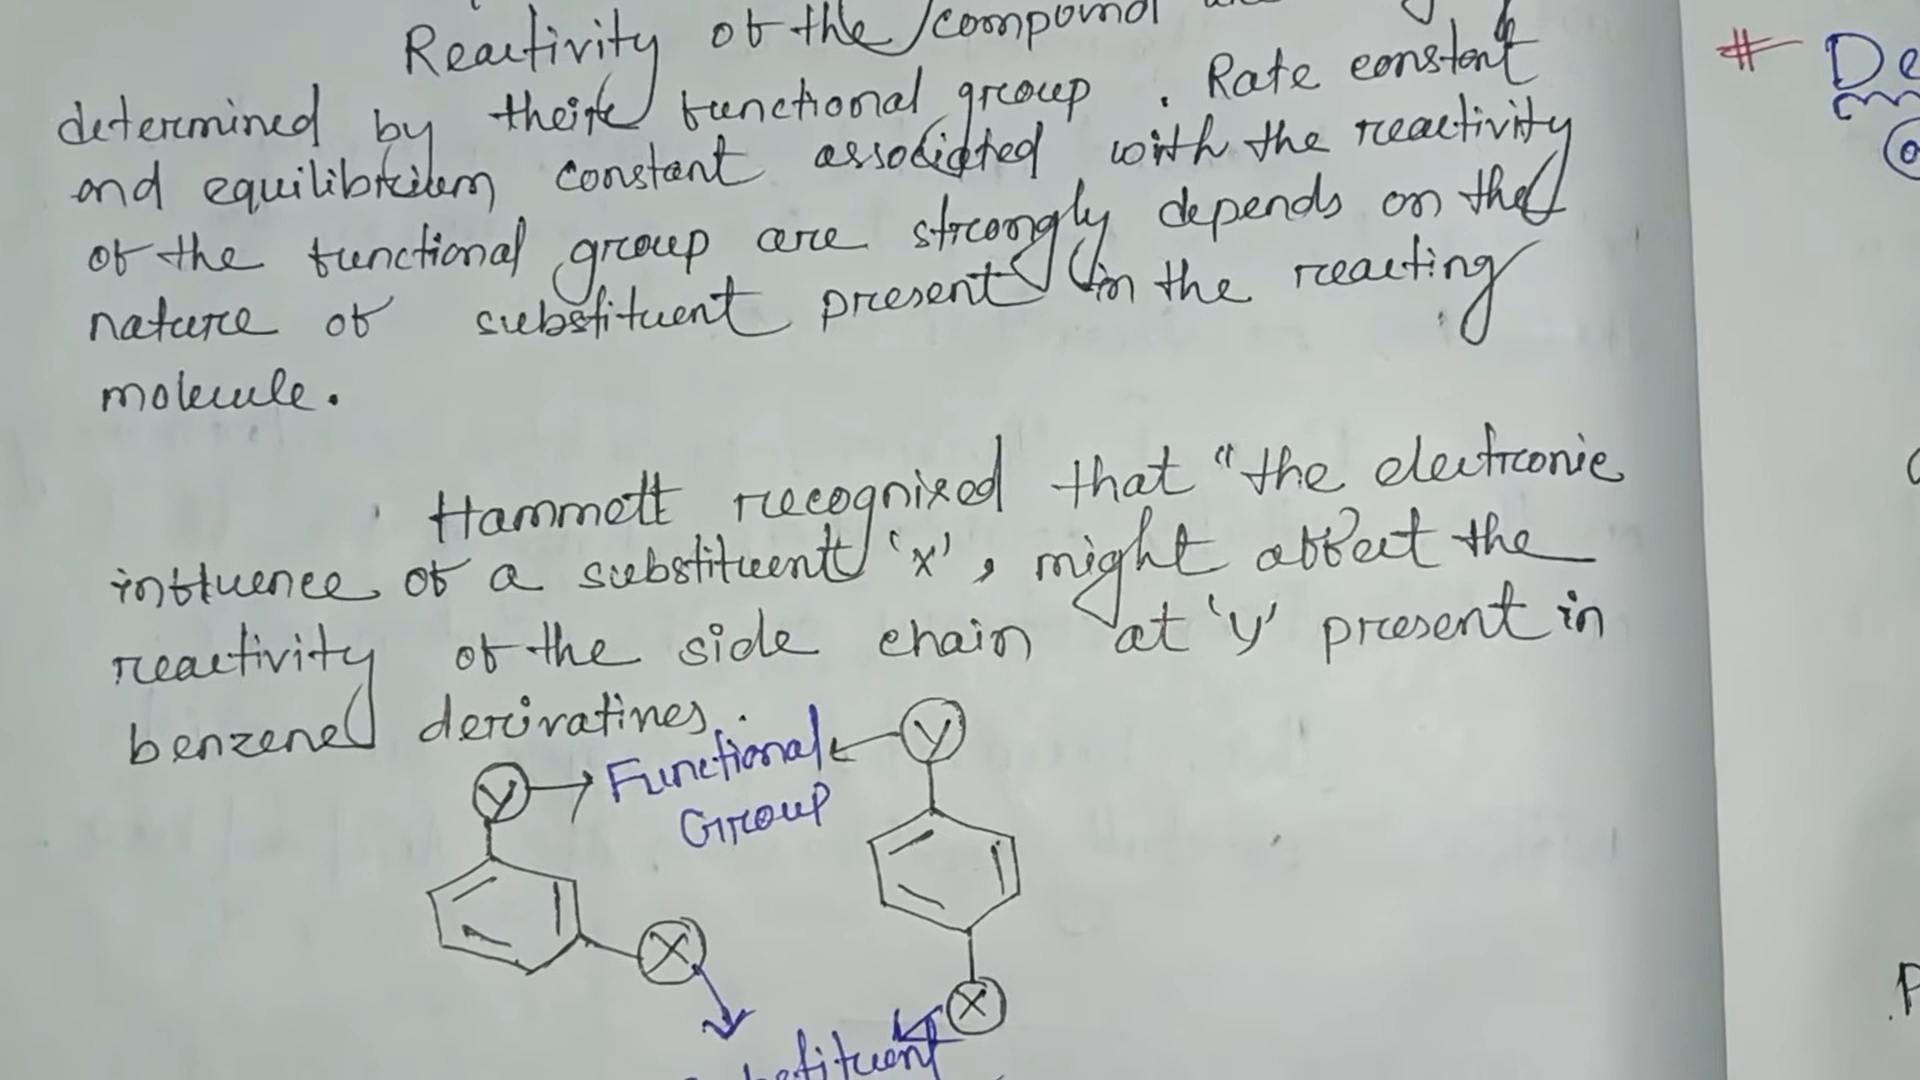 Reactivity of the compound
determined by their functional group. Rate constant
and equilibrium constant associated with the reactivity
of the functional group are strongly depends on the
nature of substituent present in the reacting
molecule.
Hammett recognized that "the electronic
influence of a substituent 'x', might affect the
reactivity of the side chain at 'y' present in
benzene derivatines.
Y → Functional Group ← Y
X
X
# De